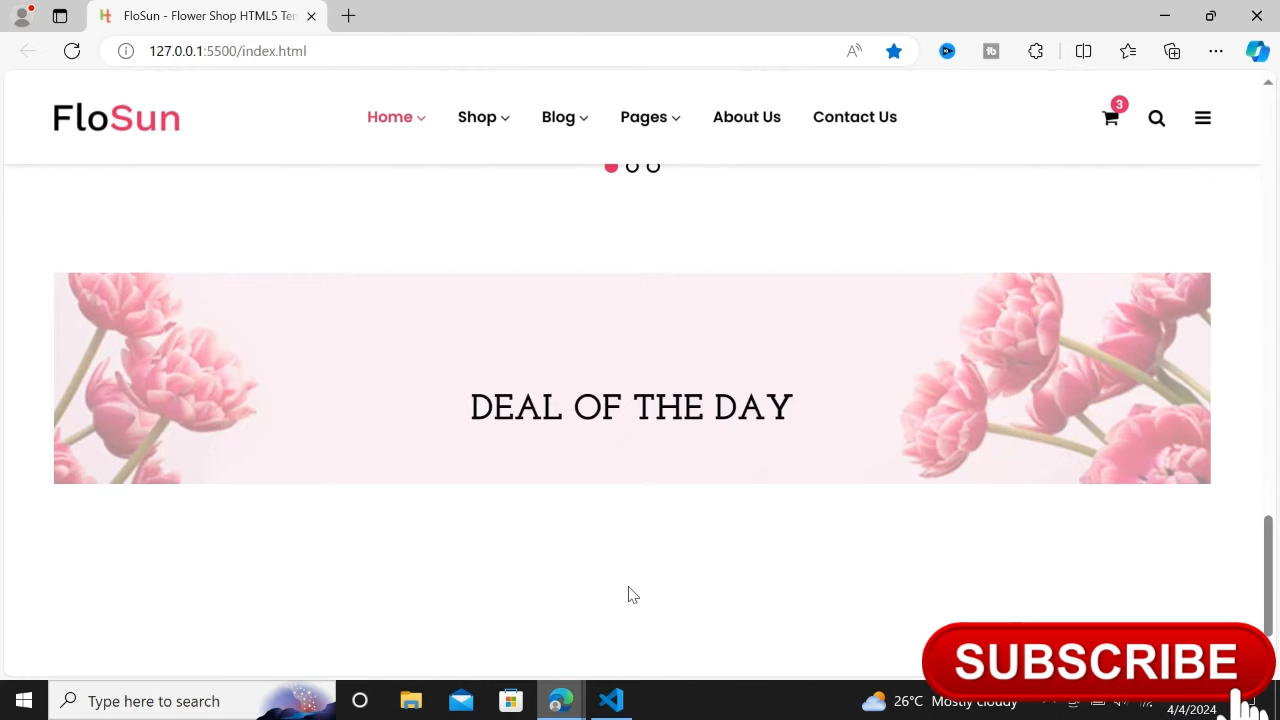 FloSun - Flower Shop HTML5 Ter
127.0.0.1:5500/index.html
FloSun
Home
Shop
Blog
Pages
About Us
Contact Us
3
DEAL OF THE DAY
SUBSCRIBE
Type here to search
26°C Mostly cloudy
4/4/2024